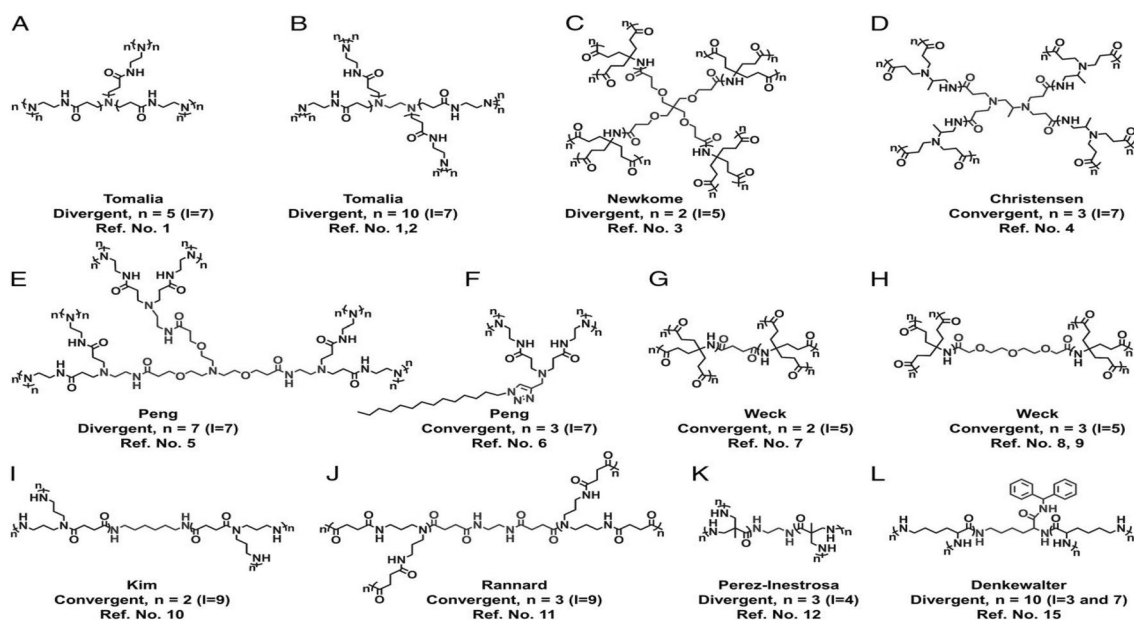 A
Tomalia
Divergent, n = 5 (I=7)
Ref. No. 1
B
Tomalia
Divergent, n = 10 (I=7)
Ref. No. 1,2
C
Newkome
Divergent, n = 2 (I=5)
Ref. No. 3
D
Christensen
Convergent, n = 3 (I=7)
Ref. No. 4
E
Peng
Divergent, n = 7 (I=7)
Ref. No. 5
F
Peng
Convergent, n = 3 (I=7)
Ref. No. 6
G
Weck
Convergent, n = 2 (I=5)
Ref. No. 7
H
Weck
Convergent, n = 3 (I=5)
Ref. No. 8, 9
I
Kim
Convergent, n = 2 (I=9)
Ref. No. 10
J
Rannard
Convergent, n = 3 (I=9)
Ref. No. 11
K
Perez-Inestrosa
Divergent, n = 3 (I=4)
Ref. No. 12
L
Denkewalter
Divergent, n = 10 (I=3 and 7)
Ref. No. 15